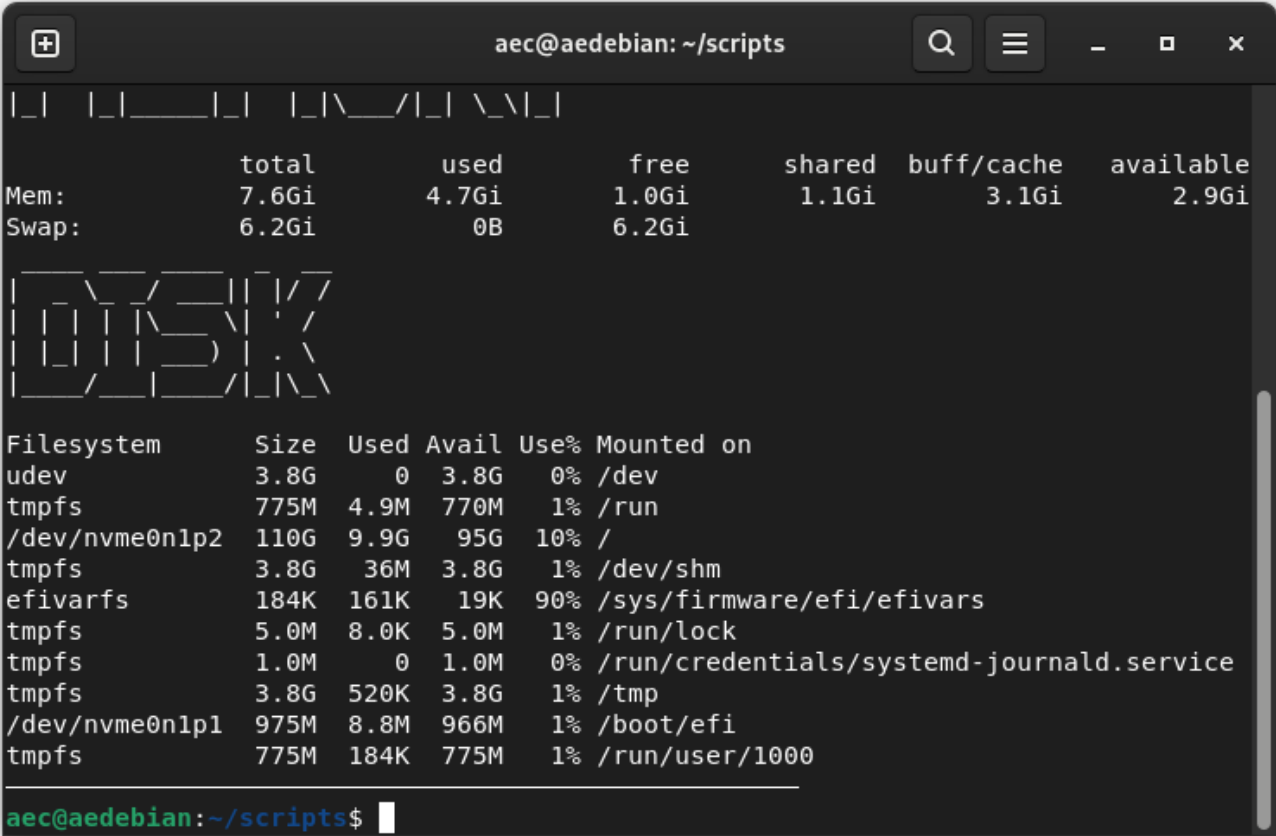 aec@aedebian: ~/scripts
|_|  |_|_____|_|  |_|\___/|_| \_\|_|
               total        used        free      shared  buff/cache   available
Mem:           7.6Gi       4.7Gi       1.0Gi       1.1Gi       3.1Gi       2.9Gi
Swap:          6.2Gi          0B       6.2Gi
 ____ ___ ____  _  __
|  _ \_ _/ ___|| |/ /
| | | | |\___ \| ' /
| |_| | | ___) | . \
|____/___|____/|_|\_\
Filesystem      Size  Used Avail Use% Mounted on
udev            3.8G     0  3.8G   0% /dev
tmpfs           775M  4.9M  770M   1% /run
/dev/nvme0n1p2  110G  9.9G   95G  10% /
tmpfs           3.8G   36M  3.8G   1% /dev/shm
efivarfs        184K  161K   19K  90% /sys/firmware/efi/efivars
tmpfs           5.0M  8.0K  5.0M   1% /run/lock
tmpfs           1.0M     0  1.0M   0% /run/credentials/systemd-journald.service
tmpfs           3.8G  520K  3.8G   1% /tmp
/dev/nvme0n1p1  975M  8.8M  966M   1% /boot/efi
tmpfs           775M  184K  775M   1% /run/user/1000
aec@aedebian:~/scripts$